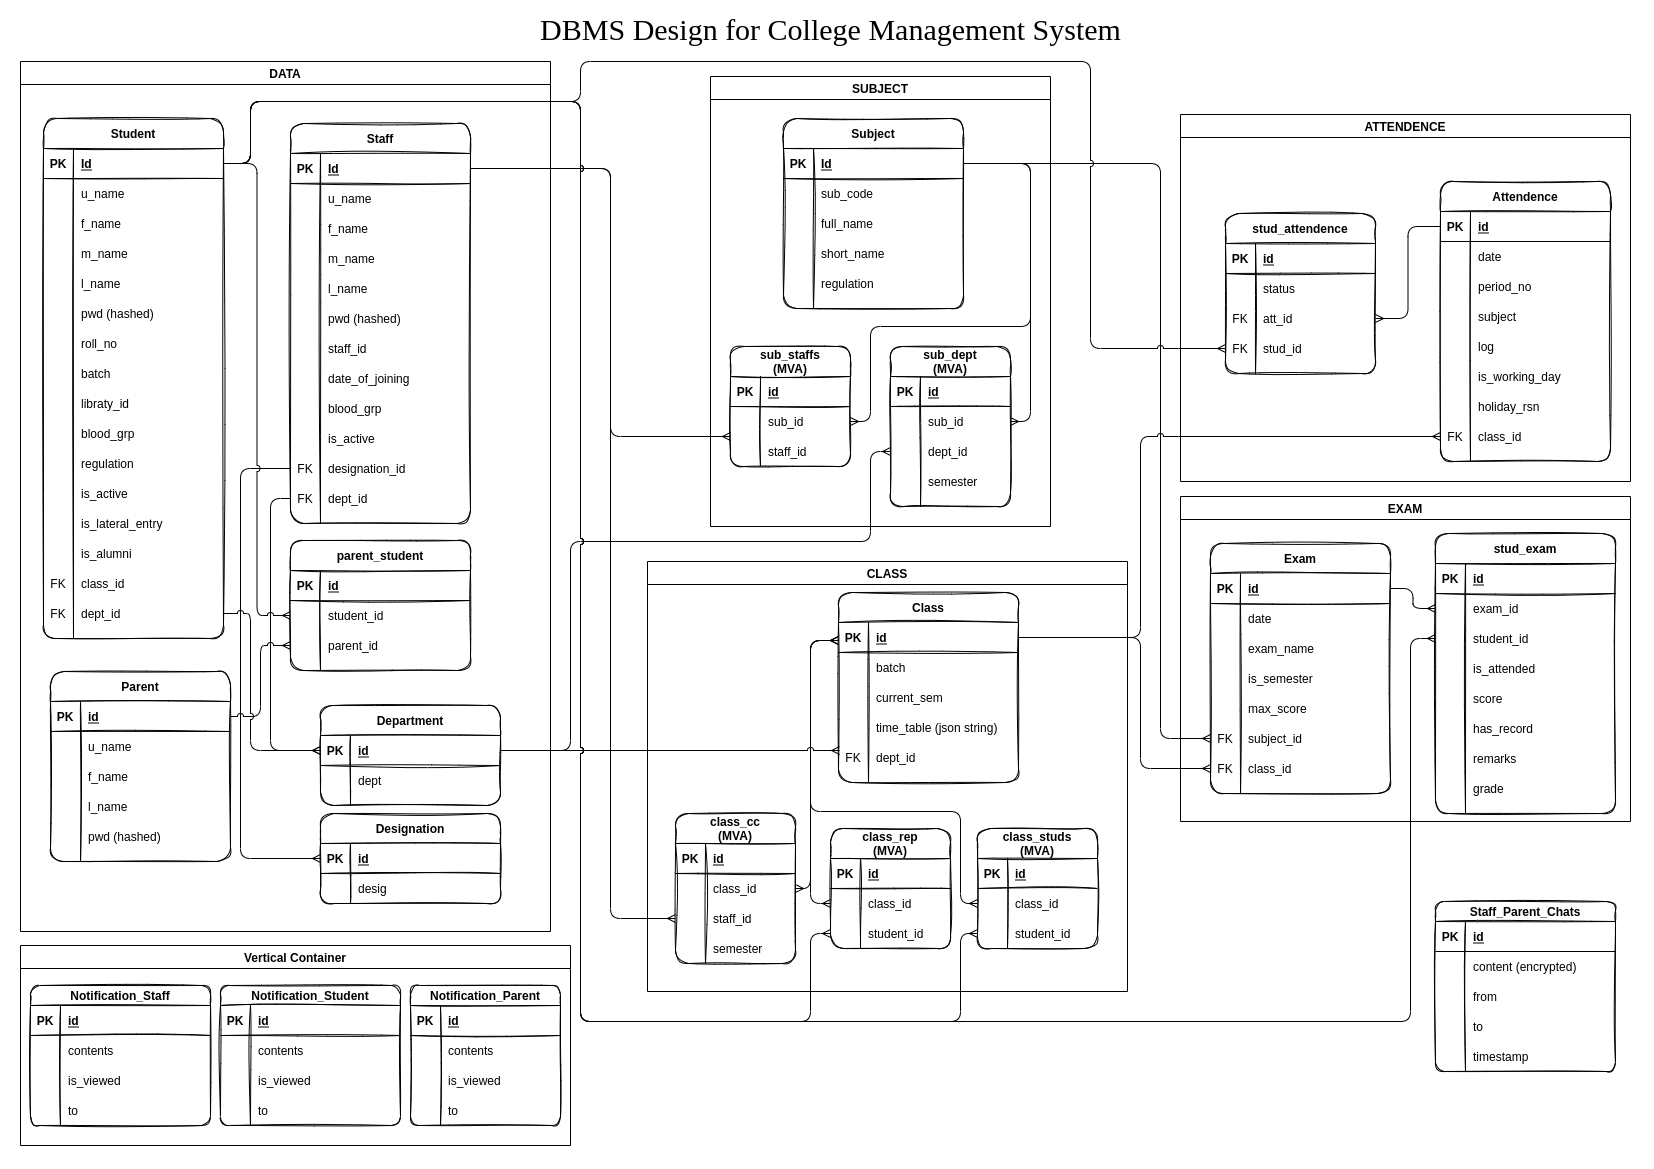 DBMS Design for College Management System
DATA
Student
PK Id
u_name
f_name
m_name
l_name
pwd (hashed)
roll_no
batch
libraty_id
blood_grp
regulation
is_active
is_lateral_entry
is_alumni
FK class_id
FK dept_id
Staff
PK Id
u_name
f_name
m_name
l_name
pwd (hashed)
staff_id
date_of_joining
blood_grp
is_active
FK designation_id
FK dept_id
parent_student
PK id
student_id
parent_id
Parent
PK id
u_name
f_name
l_name
pwd (hashed)
Department
PK id
dept
Designation
PK id
desig
Vertical Container
Notification_Staff
PK id
contents
is_viewed
to
Notification_Student
PK id
contents
is_viewed
to
Notification_Parent
PK id
contents
is_viewed
to
SUBJECT
Subject
PK Id
sub_code
full_name
short_name
regulation
sub_staffs
(MVA)
PK id
sub_id
staff_id
sub_dept
(MVA)
PK id
sub_id
dept_id
semester
CLASS
Class
PK id
batch
current_sem
time_table (json string)
FK dept_id
class_cc
(MVA)
PK id
class_id
staff_id
semester
class_rep
(MVA)
PK id
class_id
student_id
class_studs
(MVA)
PK id
class_id
student_id
ATTENDENCE
stud_attendence
PK id
status
FK att_id
FK stud_id
Attendence
PK id
date
period_no
subject
log
is_working_day
holiday_rsn
FK class_id
EXAM
Exam
PK id
date
exam_name
is_semester
max_score
FK subject_id
FK class_id
stud_exam
PK id
exam_id
student_id
is_attended
score
has_record
remarks
grade
Staff_Parent_Chats
PK id
content (encrypted)
from
to
timestamp